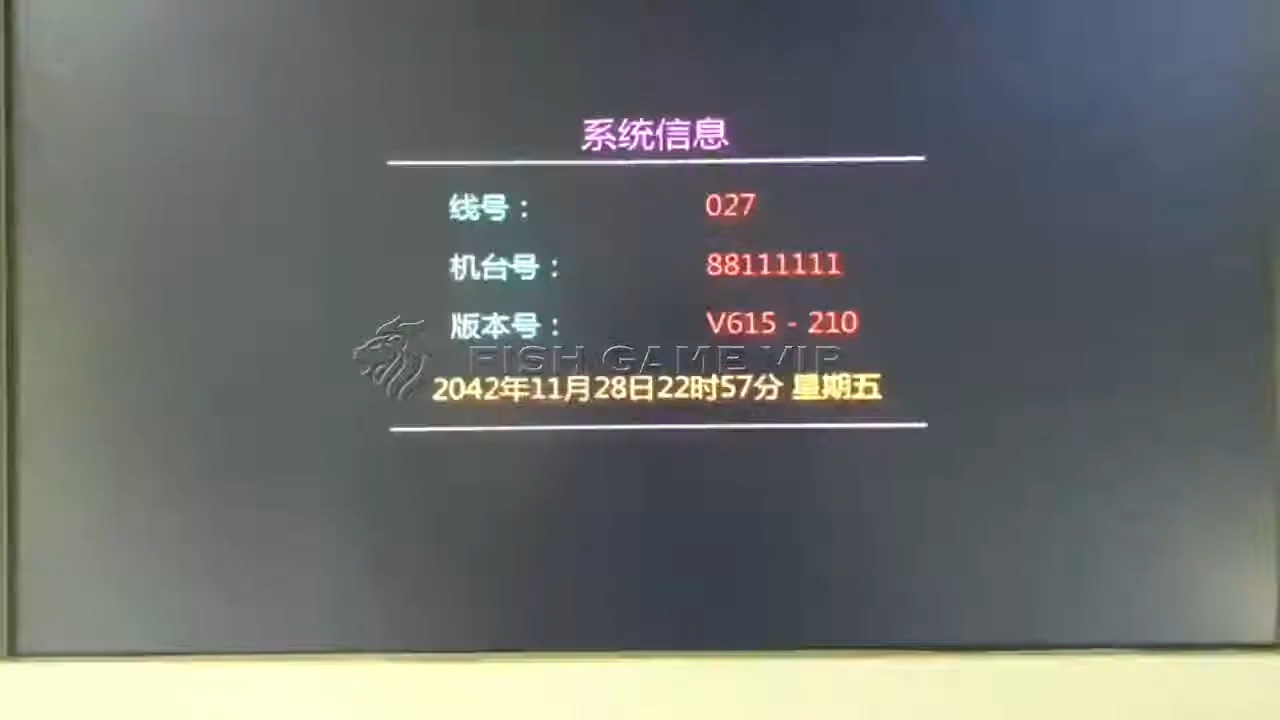 系统信息
线号： 027
机台号： 88111111
版本号： V615 - 210
FISH GAME VIP
2042年11月28日22时57分 星期五